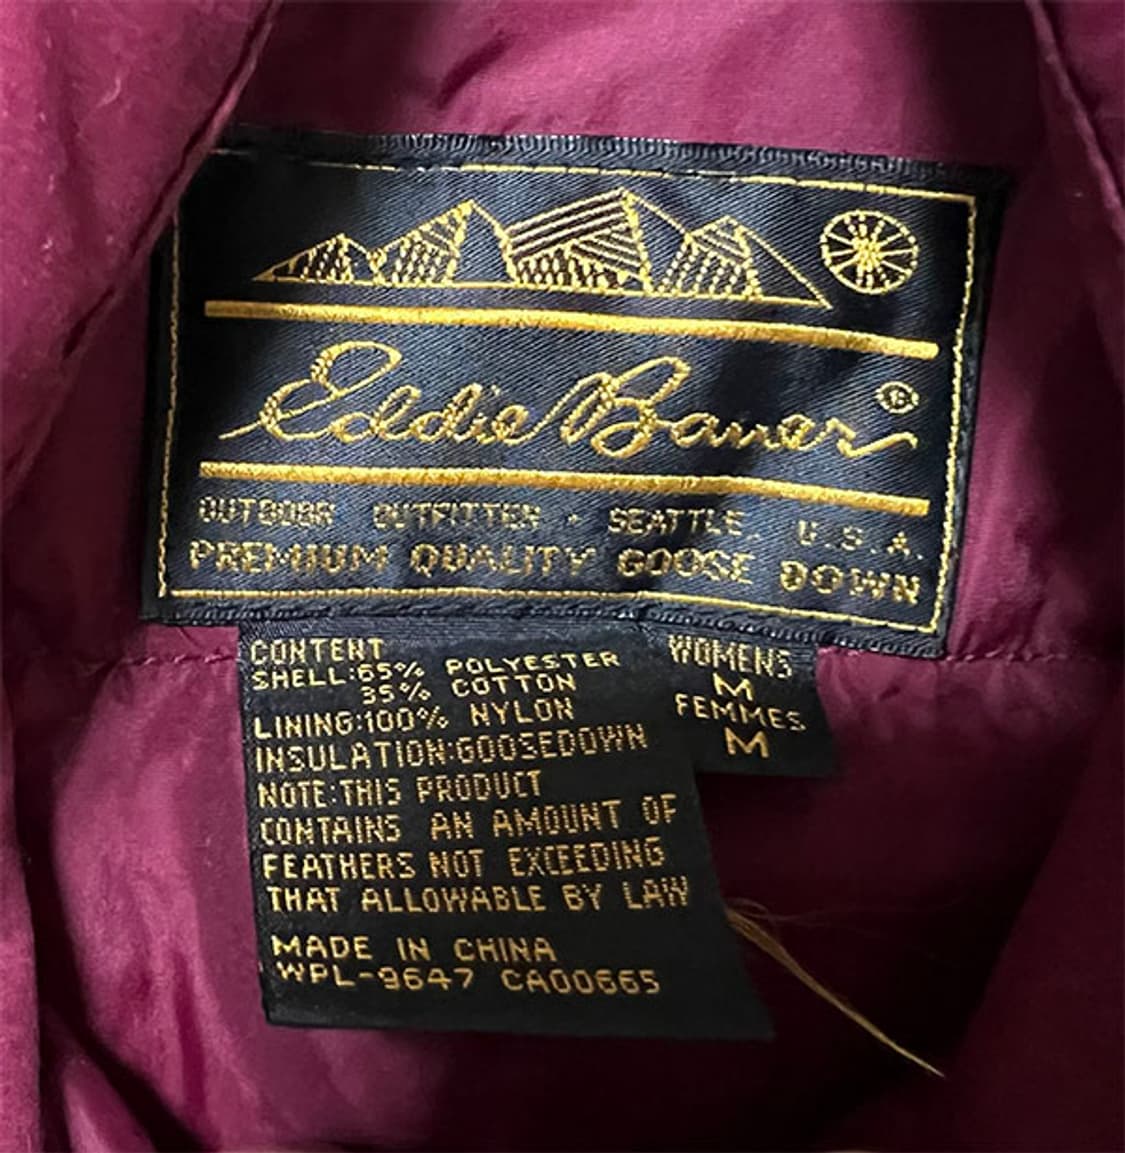 Eddie Bauer ®
OUTDOOR OUTFITTER · SEATTLE, U.S.A.
PREMIUM QUALITY GOOSE DOWN
CONTENT
SHELL:65% POLYESTER
35% COTTON
LINING:100% NYLON
INSULATION:GOOSEDOWN
NOTE:THIS PRODUCT
CONTAINS AN AMOUNT OF
FEATHERS NOT EXCEEDING
THAT ALLOWABLE BY LAW
MADE IN CHINA
WPL-9647 CA00665
WOMENS
M
FEMMES
M